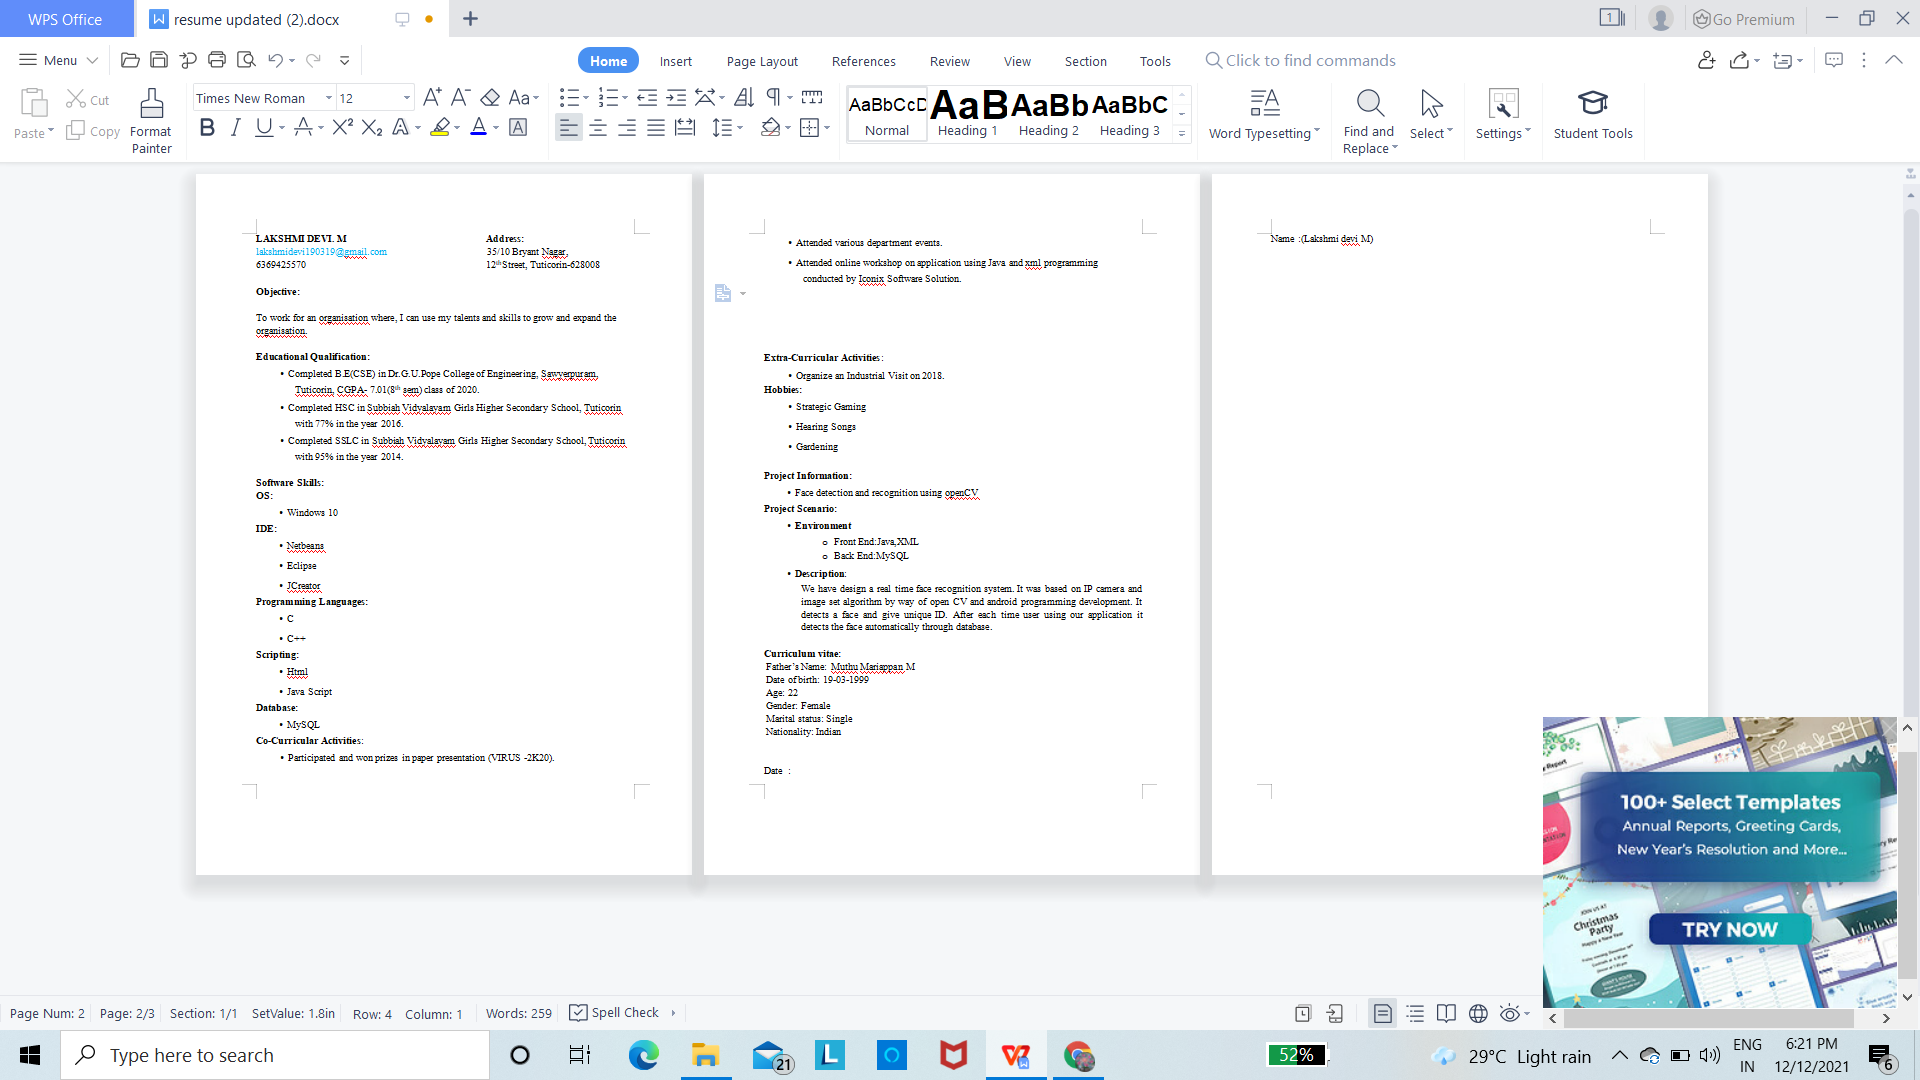 WPS Office
resume updated (2).docx
1
Go Premium
Menu
Home
Insert
Page Layout
References
Review
View
Section
Tools
Click to find commands
Paste
Cut
Copy
Format
Painter
Times New Roman
12
AaBbCcD
Normal
AaB
Heading 1
AaBb
Heading 2
AaBbC
Heading 3
Word Typesetting
Find and
Replace
Select
Settings
Student Tools
LAKSHMI DEVI. M
Address:
lakshmidevi190319@gmail.com
35/10 Bryant Nagar,
6369425570
12th Street, Tuticorin-628008
Objective:
To work for an organisation where, I can use my talents and skills to grow and expand the
organisation.
Educational Qualification:
• Completed B.E(CSE) in Dr.G.U.Pope College of Engineering, Sawyerpuram,
Tuticorin, CGPA- 7.01(8th sem) class of 2020.
• Completed HSC in Subbiah Vidyalayam Girls Higher Secondary School, Tuticorin
with 77% in the year 2016.
• Completed SSLC in Subbiah Vidyalayam Girls Higher Secondary School, Tuticorin
with 95% in the year 2014.
Software Skills:
OS:
• Windows 10
IDE:
• Netbeans
• Eclipse
• JCreator
Programming Languages:
• C
• C++
Scripting:
• Html
• Java Script
Database:
• MySQL
Co-Curricular Activities:
• Participated and won prizes in paper presentation (VIRUS -2K20).
• Attended various department events.
• Attended online workshop on application using Java and xml programming
conducted by Iconix Software Solution.
Extra-Curricular Activities:
• Organize an Industrial Visit on 2018.
Hobbies:
• Strategic Gaming
• Hearing Songs
• Gardening
Project Information:
• Face detection and recognition using openCV
Project Scenario:
• Environment
o Front End:Java,XML
o Back End:MySQL
• Description:
We have design a real time face recognition system. It was based on IP camera and
image set algorithm by way of open CV and android programming development. It
detects a face and give unique ID. After each time user using our application it
detects the face automatically through database.
Curriculum vitae:
Father's Name: Muthu Mariappan M
Date of birth: 19-03-1999
Age: 22
Gender: Female
Marital status: Single
Nationality: Indian
Date :
Name :(Lakshmi devi M)
100+ Select Templates
Annual Reports, Greeting Cards,
New Year's Resolution and More...
JOIN US AT
Christmas
Party
TRY NOW
Page Num: 2
Page: 2/3
Section: 1/1
SetValue: 1.8in
Row: 4
Column: 1
Words: 259
Spell Check
Type here to search
21
52%
29°C Light rain
ENG
IN
6:21 PM
12/12/2021
6